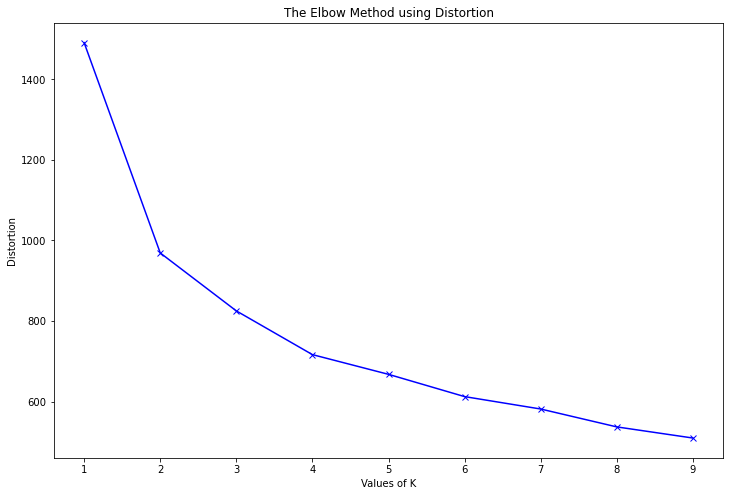 The Elbow Method using Distortion
1400
1200
1000
800
600
Distortion
1 2 3 4 5 6 7 8 9
Values of K